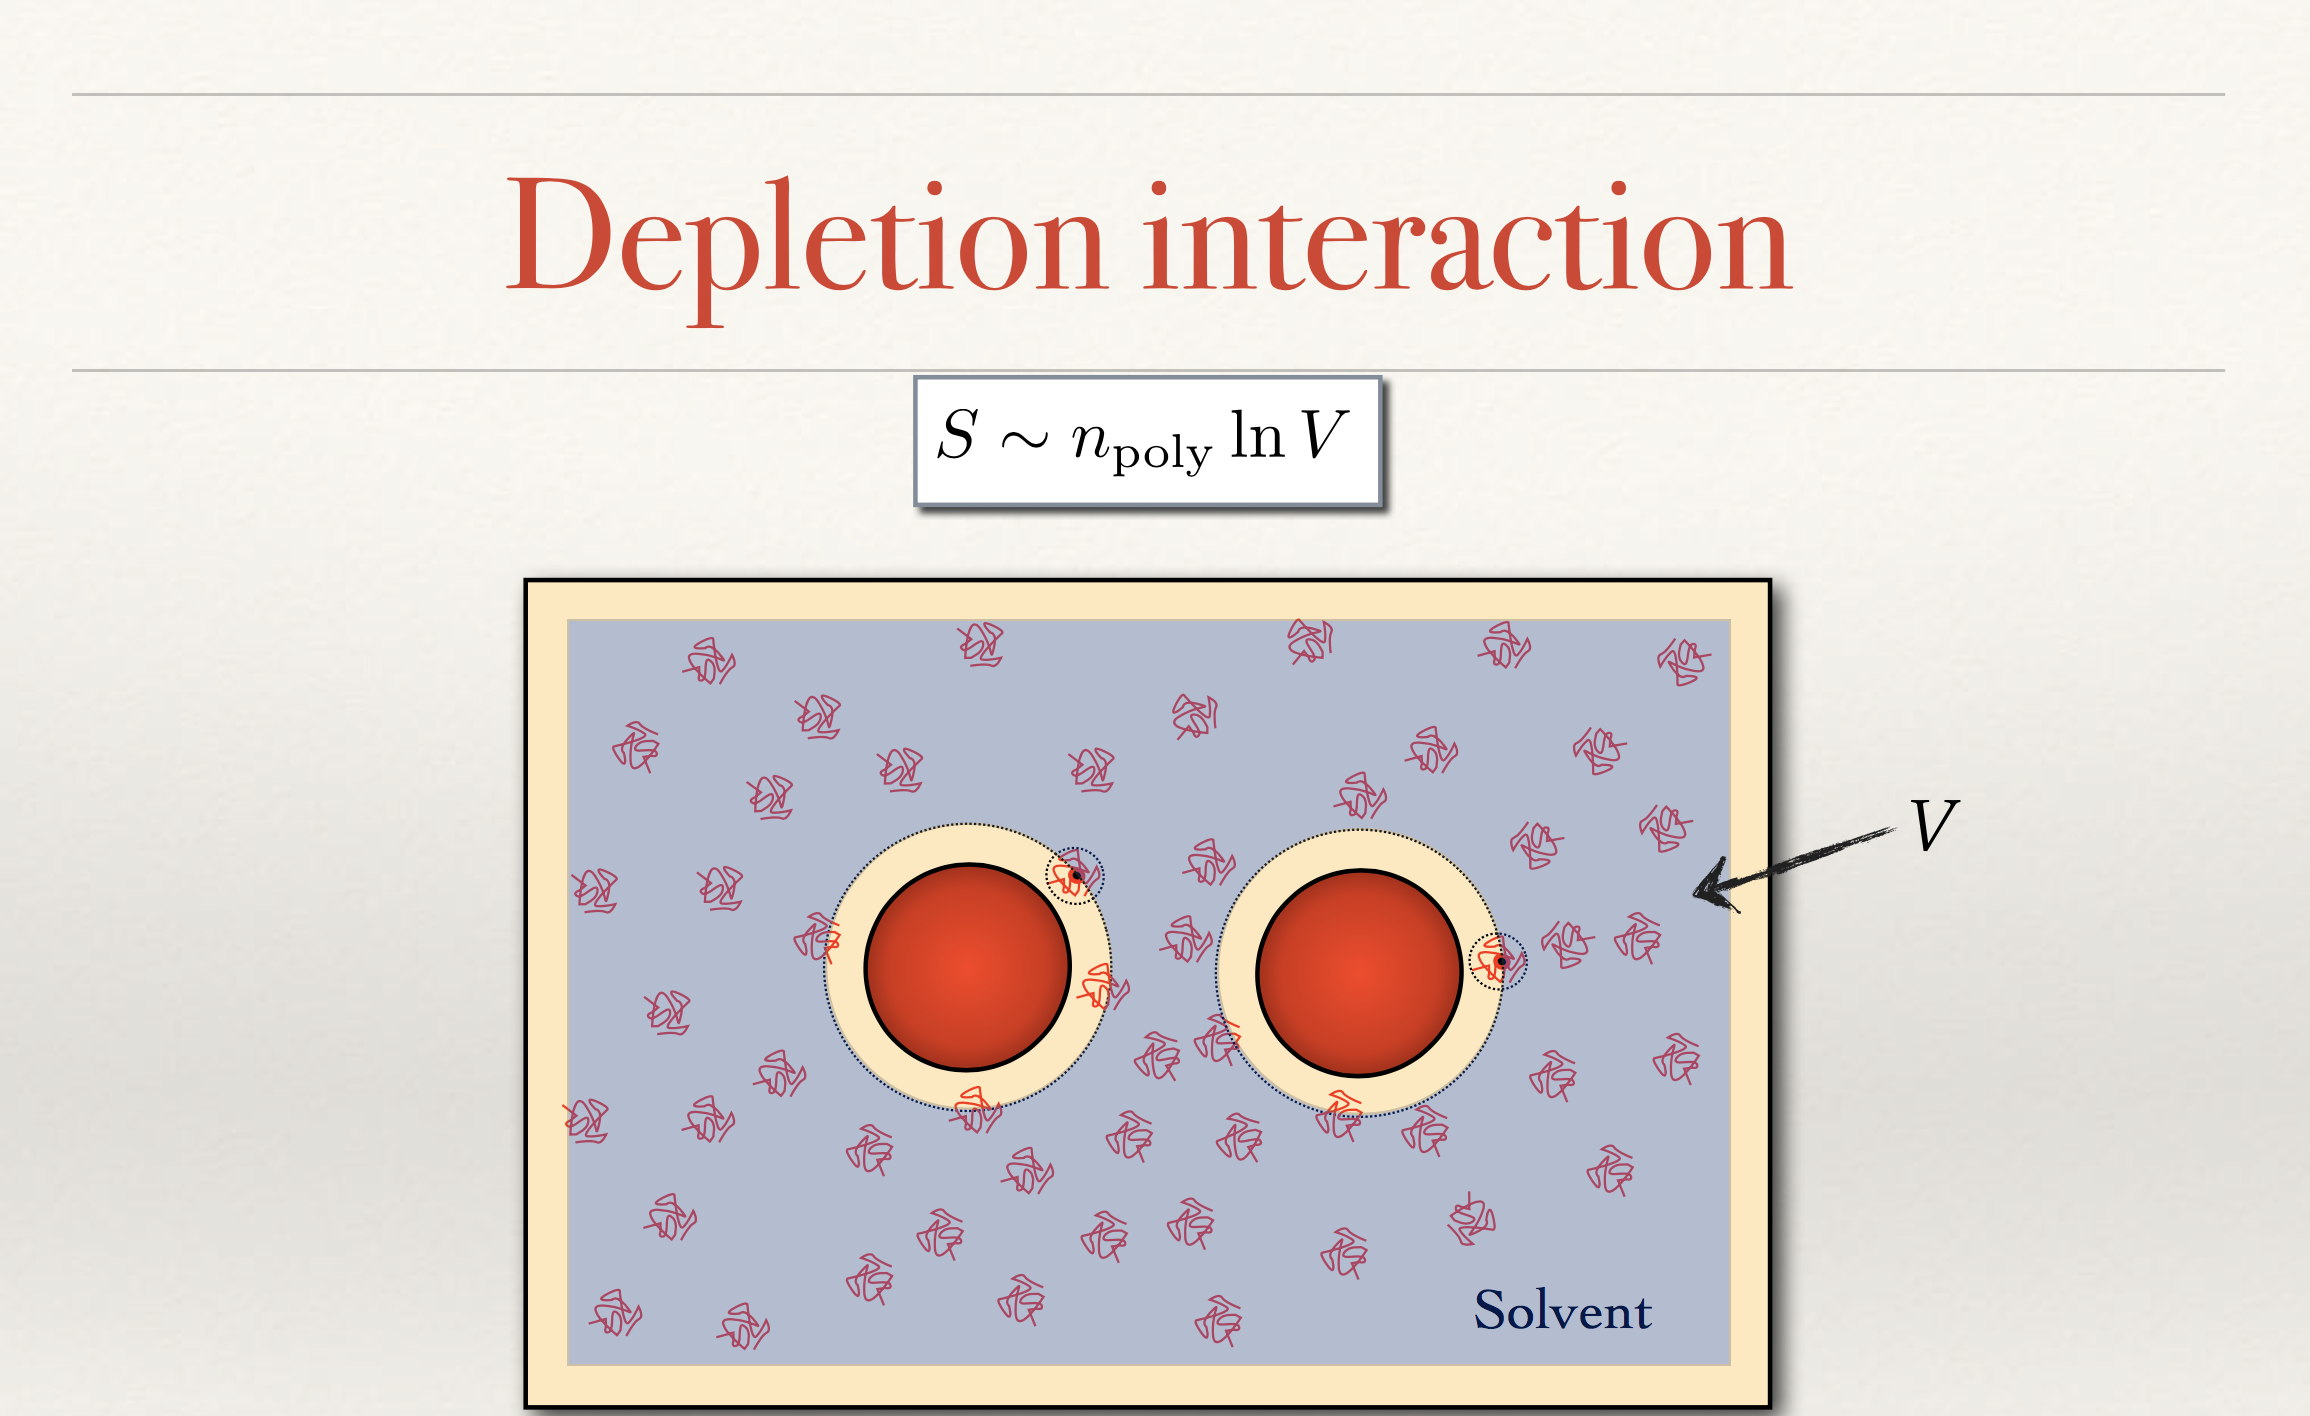 Depletion interaction
S ∼ n_poly ln V
V
Solvent